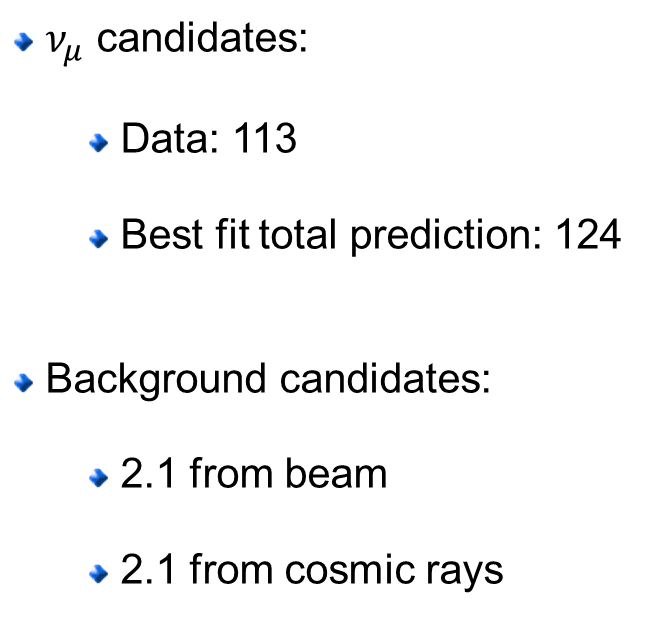 ν_μ candidates:
Data: 113
Best fit total prediction: 124
Background candidates:
2.1 from beam
2.1 from cosmic rays